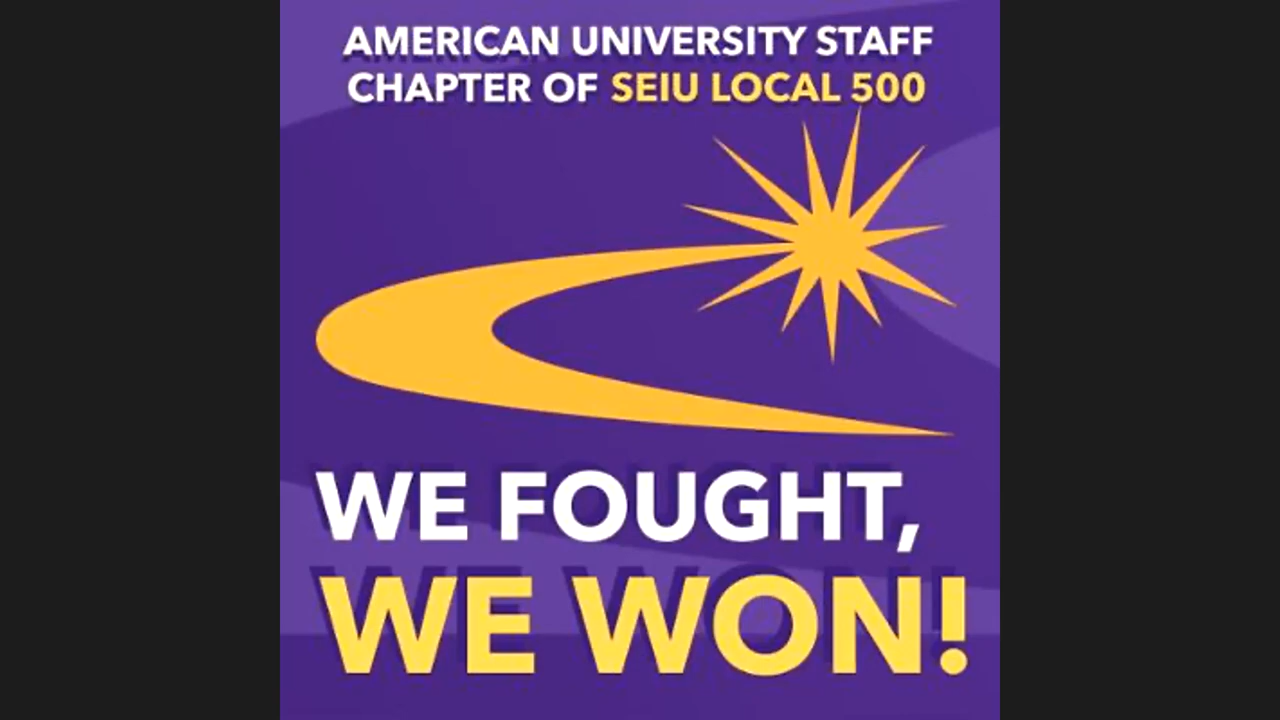 AMERICAN UNIVERSITY STAFF
CHAPTER OF SEIU LOCAL 500
WE FOUGHT,
WE WON!